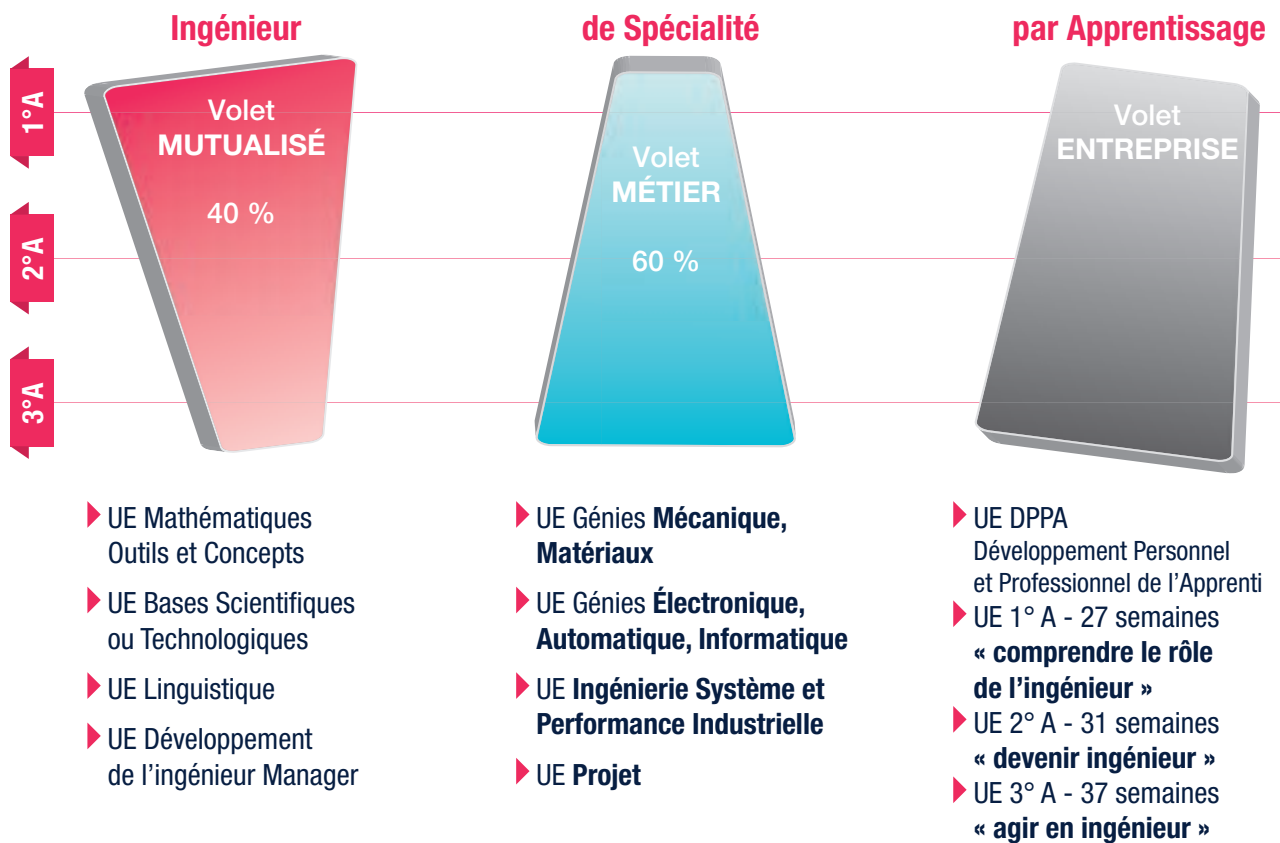 Ingénieur
de Spécialité
par Apprentissage
1°A
2°A
3°A
Volet
MUTUALISÉ
40 %
Volet
MÉTIER
60 %
Volet
ENTREPRISE
UE Mathématiques
Outils et Concepts
UE Bases Scientifiques
ou Technologiques
UE Linguistique
UE Développement
de l’ingénieur Manager
UE Génies Mécanique,
Matériaux
UE Génies Électronique,
Automatique, Informatique
UE Ingénierie Système et
Performance Industrielle
UE Projet
UE DPPA
Développement Personnel
et Professionnel de l’Apprenti
UE 1° A - 27 semaines
« comprendre le rôle
de l’ingénieur »
UE 2° A - 31 semaines
« devenir ingénieur »
UE 3° A - 37 semaines
« agir en ingénieur »